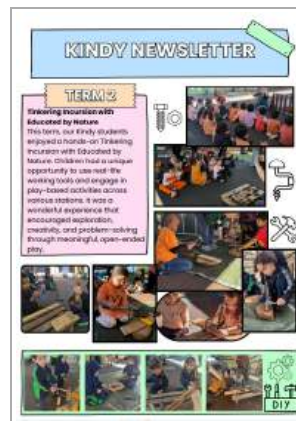 KINDY NEWSLETTER
TERM 2
Tinkering Incursion with
Educated by Nature
This term, our Kindy students
enjoyed a hands-on Tinkering
Incursion with Educated by
Nature. Children had a unique
opportunity to use real-life
working tools and engage in
play-based activities across
various stations. It was a
wonderful experience that
encouraged exploration,
creativity, and problem-solving
through meaningful, open-ended
play.
DIY